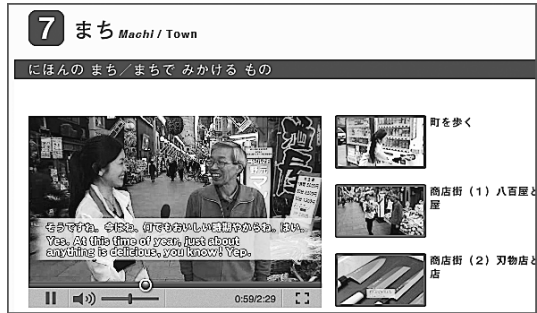 7 まち Machi / Town
にほんの まち／まちで みかける もの
町を歩く
商店街（1）八百屋と
屋
商店街（2）刃物店と
店
そうですね。今はね、何でもおいしい時期やからね。はい。
Yes. At this time of year, just about
anything is delicious, you know! Yep.
0:59/2:29